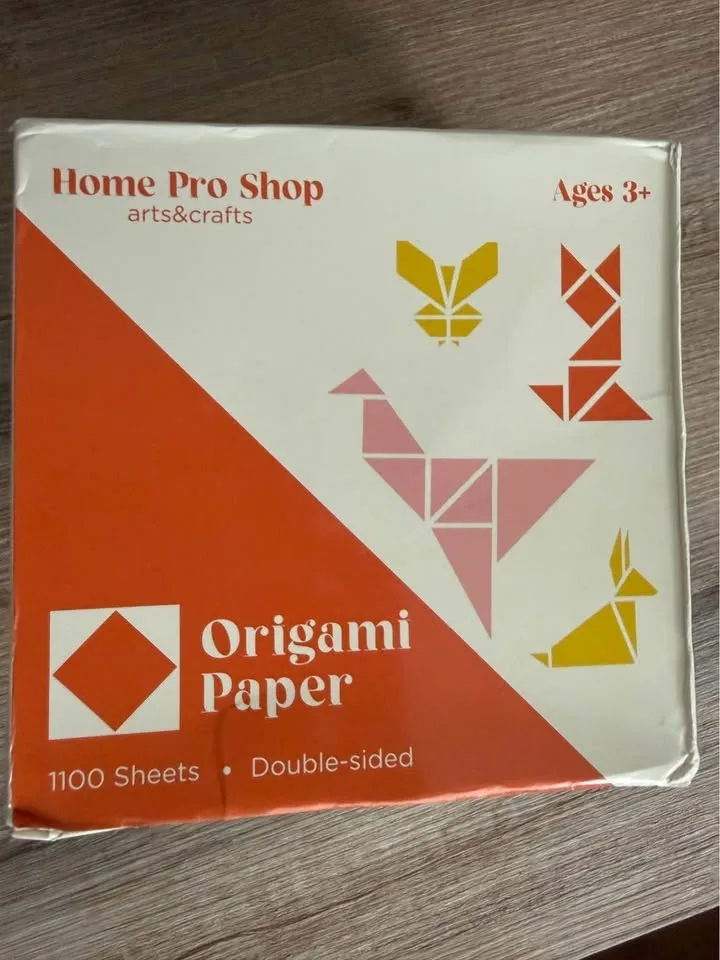 Home Pro Shop
arts&crafts
Ages 3+
Origami
Paper
1100 Sheets • Double-sided